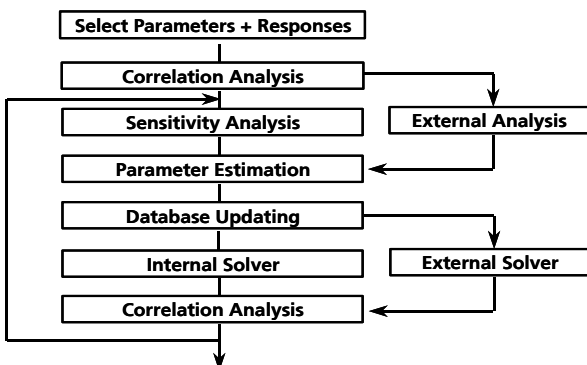 Select Parameters + Responses
Correlation Analysis
Sensitivity Analysis
External Analysis
Parameter Estimation
Database Updating
Internal Solver
External Solver
Correlation Analysis